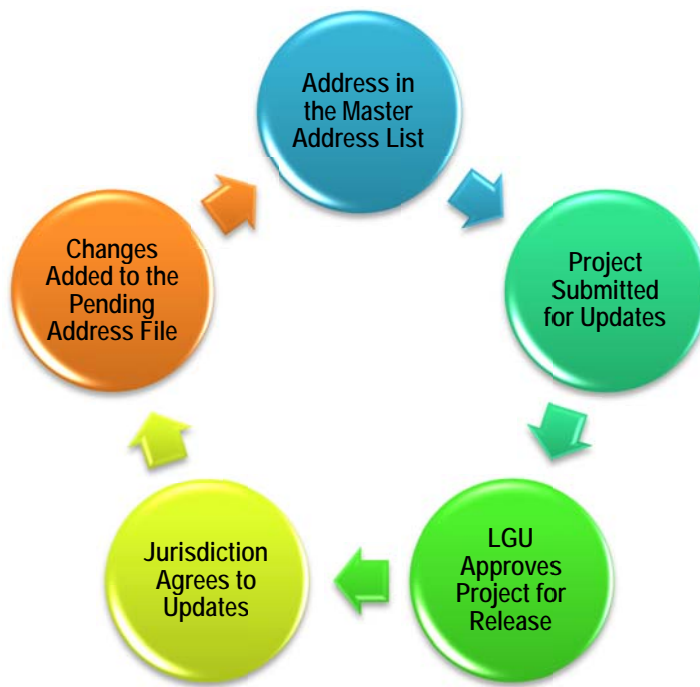 Address in
the Master
Address List
Project
Submitted
for Updates
LGU
Approves
Project for
Release
Jurisdiction
Agrees to
Updates
Changes
Added to the
Pending
Address File